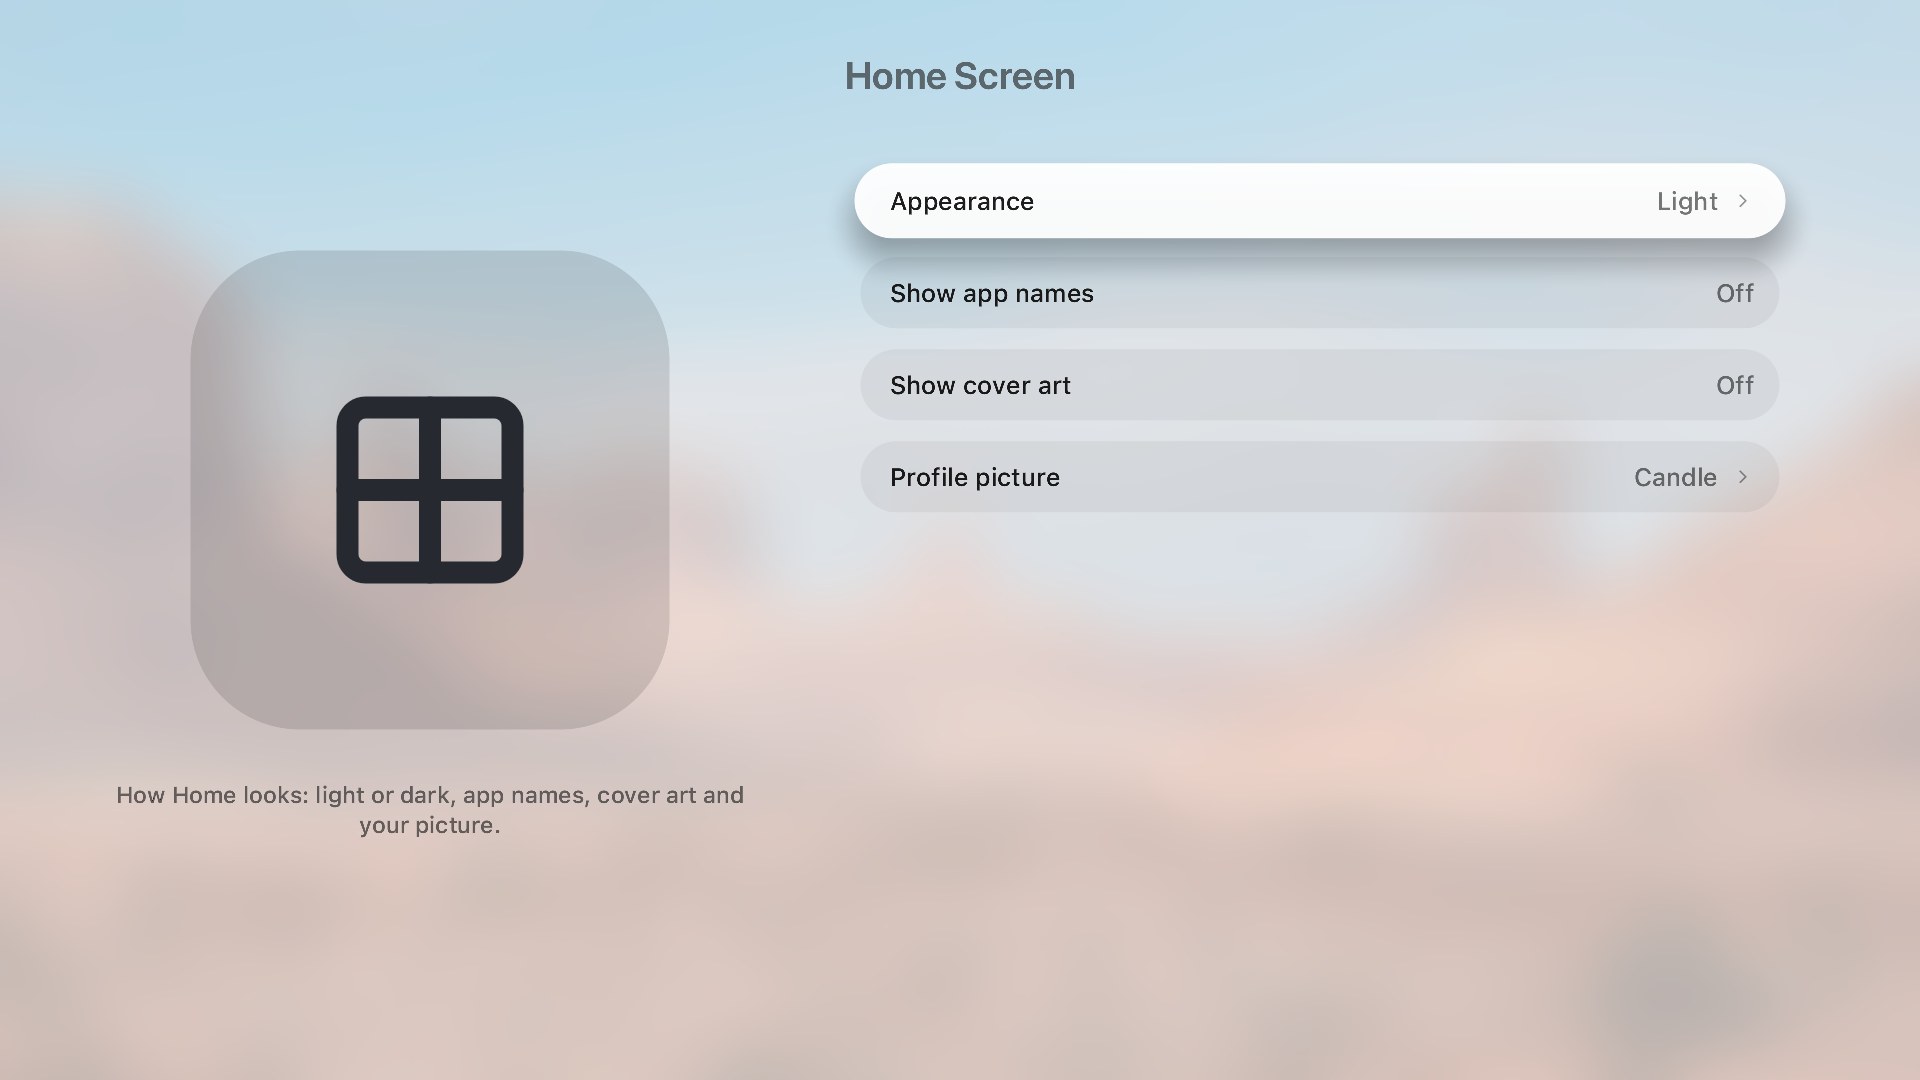 Home Screen
Appearance Light
Show app names Off
Show cover art Off
Profile picture Candle
How Home looks: light or dark, app names, cover art and
your picture.